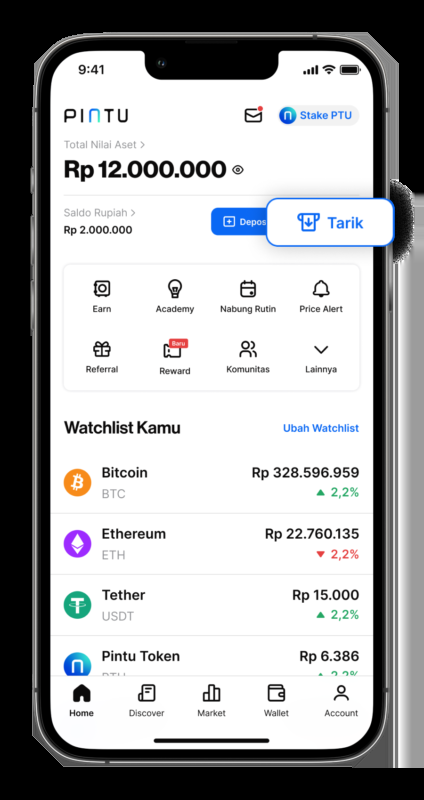 9:41
PINTU
Stake PTU
Total Nilai Aset >
Rp 12.000.000
Saldo Rupiah >
Rp 2.000.000
Tarik
Earn
Academy
Nabung Rutin
Price Alert
Baru
Referral
Reward
Komunitas
Lainnya
Watchlist Kamu
Ubah Watchlist
Bitcoin
Rp 328.596.959
BTC
2,2%
Ethereum
Rp 22.760.135
ETH
2,2%
Tether
Rp 15.000
USDT
2,2%
Pintu Token
Rp 6.386
Home
Discover
Market
Wallet
Account